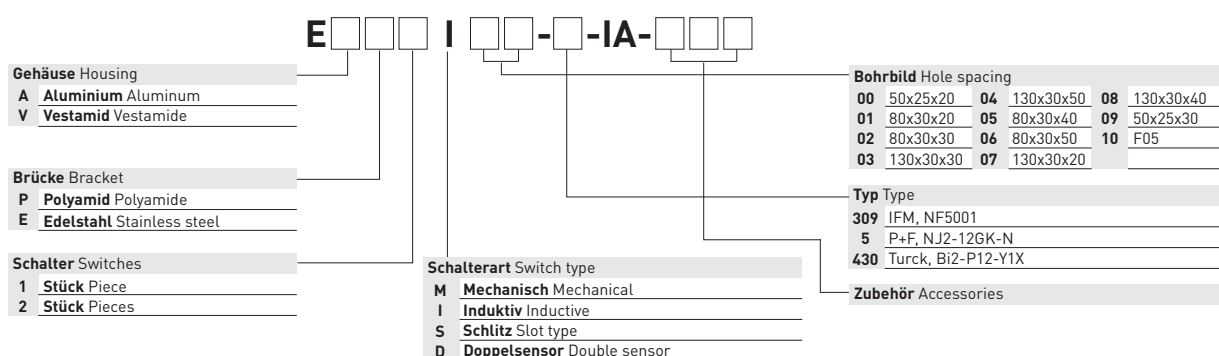 E□□□ I □□-□-IA-□□□
Gehäuse Housing
A Aluminium Aluminum
V Vestamid Vestamide
Brücke Bracket
P Polyamid Polyamide
E Edelstahl Stainless steel
Schalter Switches
1 Stück Piece
2 Stück Pieces
Schalterart Switch type
M Mechanisch Mechanical
I Induktiv Inductive
S Schlitz Slot type
D Doppelsensor Double sensor
Bohrbild Hole spacing
00 50x25x20 04 130x30x50 08 130x30x40
01 80x30x20 05 80x30x40 09 50x25x30
02 80x30x30 06 80x30x50 10 F05
03 130x30x30 07 130x30x20
Typ Type
309 IFM, NF5001
5 P+F, NJ2-12GK-N
430 Turck, Bi2-P12-Y1X
Zubehör Accessories